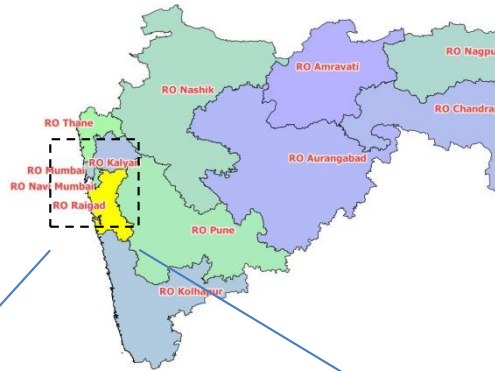 RO Nagpu
RO Amravati
RO Nashik
RO Chandra
RO Thane
RO Aurangabad
RO Kalyan
RO Mumbai
RO Navi Mumbai
RO Raigad
RO Pune
RO Kolhapur